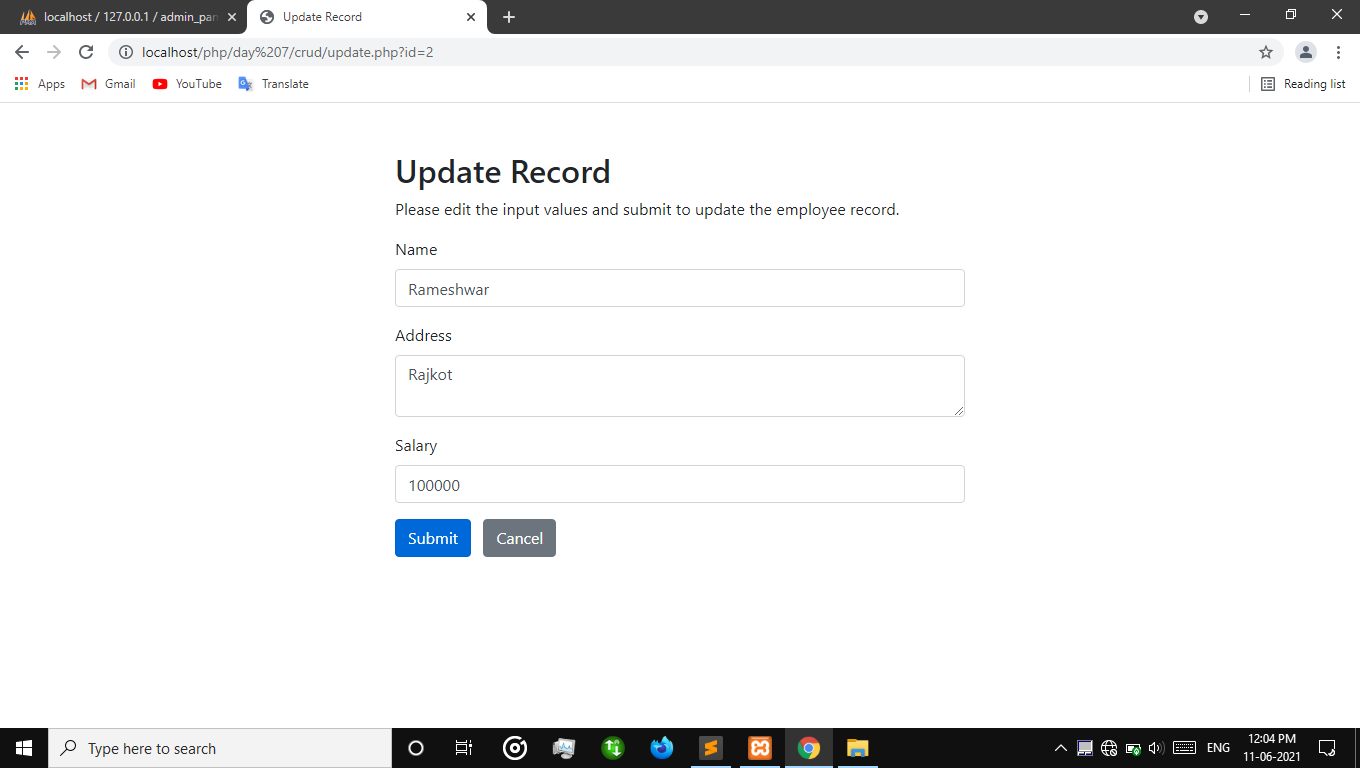 localhost / 127.0.0.1 / admin_pan
Update Record
localhost/php/day%207/crud/update.php?id=2
Apps Gmail YouTube Translate Reading list
Update Record
Please edit the input values and submit to update the employee record.
Name
Rameshwar
Address
Rajkot
Salary
100000
Submit Cancel
Type here to search
ENG
12:04 PM
11-06-2021